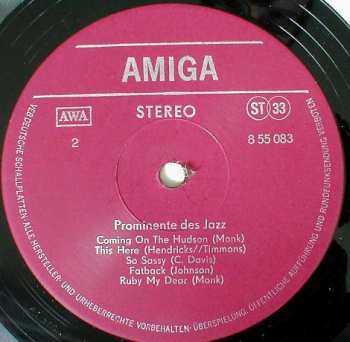 AMIGA
AWA
STEREO
ST 33
2
8 55 083
Prominente des Jazz
Coming On The Hudson (Monk)
This Here (Hendricks//Timmons)
So Sassy (C. Davis)
Fatback (Johnson)
Ruby My Dear (Monk)
VEB DEUTSCHE SCHALLPLATTEN · ALLE HERSTELLER- UND URHEBERRECHTE VORBEHALTEN · ÜBERSPIELUNG, ÖFFENTLICHE AUFFÜHRUNG UND RUNDFUNKSENDUNG VERBOTEN